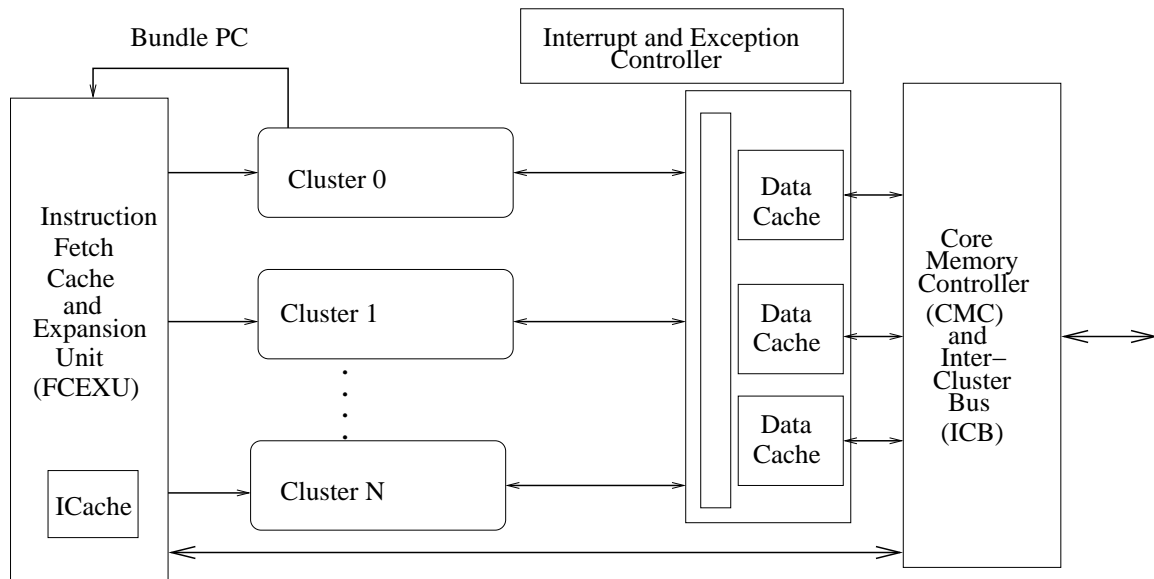 Bundle PC
Interrupt and Exception
Controller
Cluster 0
Instruction
Fetch
Cache
and
Expansion
Unit
(FCEXU)
ICache
Cluster 1
Cluster N
Data
Cache
Data
Cache
Data
Cache
Core
Memory
Controller
(CMC)
and
Inter−
Cluster
Bus
(ICB)